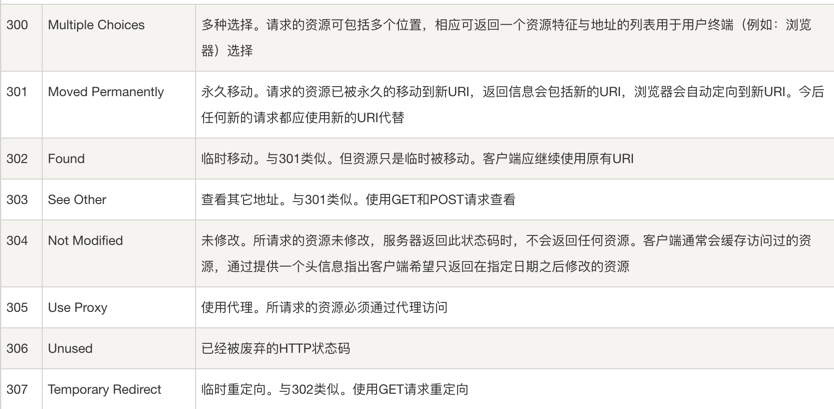 300 Multiple Choices 多种选择。请求的资源可包括多个位置，相应可返回一个资源特征与地址的列表用于用户终端（例如：浏览
器）选择
301 Moved Permanently 永久移动。请求的资源已被永久的移动到新URI，返回信息会包括新的URI，浏览器会自动定向到新URI。今后
任何新的请求都应使用新的URI代替
302 Found 临时移动。与301类似。但资源只是临时被移动。客户端应继续使用原有URI
303 See Other 查看其它地址。与301类似。使用GET和POST请求查看
304 Not Modified 未修改。所请求的资源未修改，服务器返回此状态码时，不会返回任何资源。客户端通常会缓存访问过的资
源，通过提供一个头信息指出客户端希望只返回在指定日期之后修改的资源
305 Use Proxy 使用代理。所请求的资源必须通过代理访问
306 Unused 已经被废弃的HTTP状态码
307 Temporary Redirect 临时重定向。与302类似。使用GET请求重定向